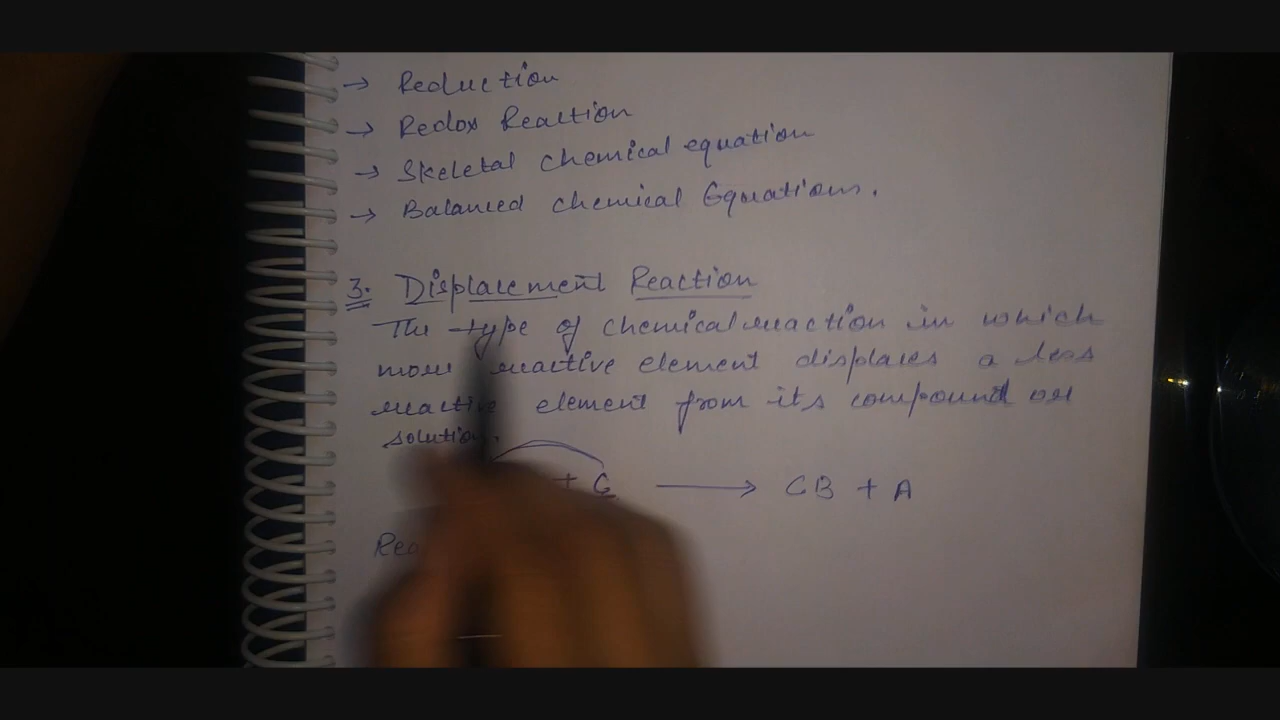 → Reduction
→ Redox Reaction
→ Skeletal chemical equation
→ Balanced chemical Equations.
3. Displacement Reaction
The type of chemical reaction in which
more reactive element displaces a less
reactive element from its compound or
solution.
+ C → CB + A